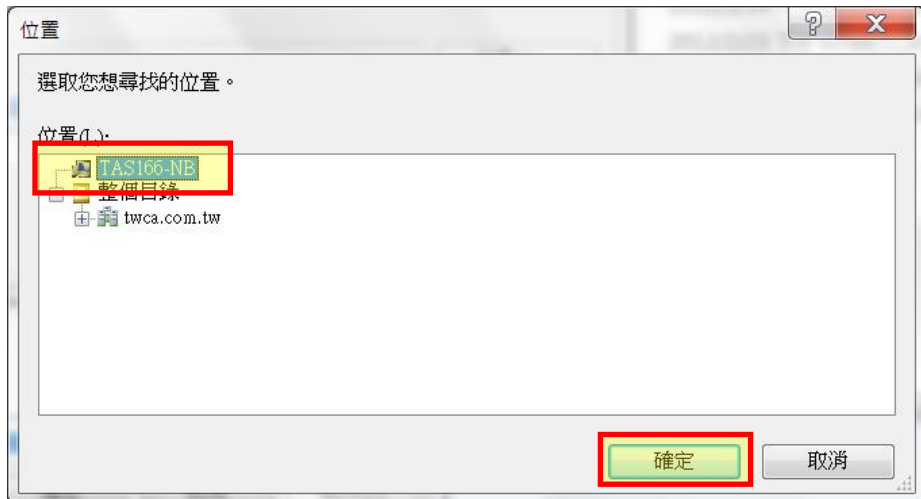 位置
選取您想尋找的位置。
位置(L):
TAS166-NB
整個目錄
twca.com.tw
確定
取消